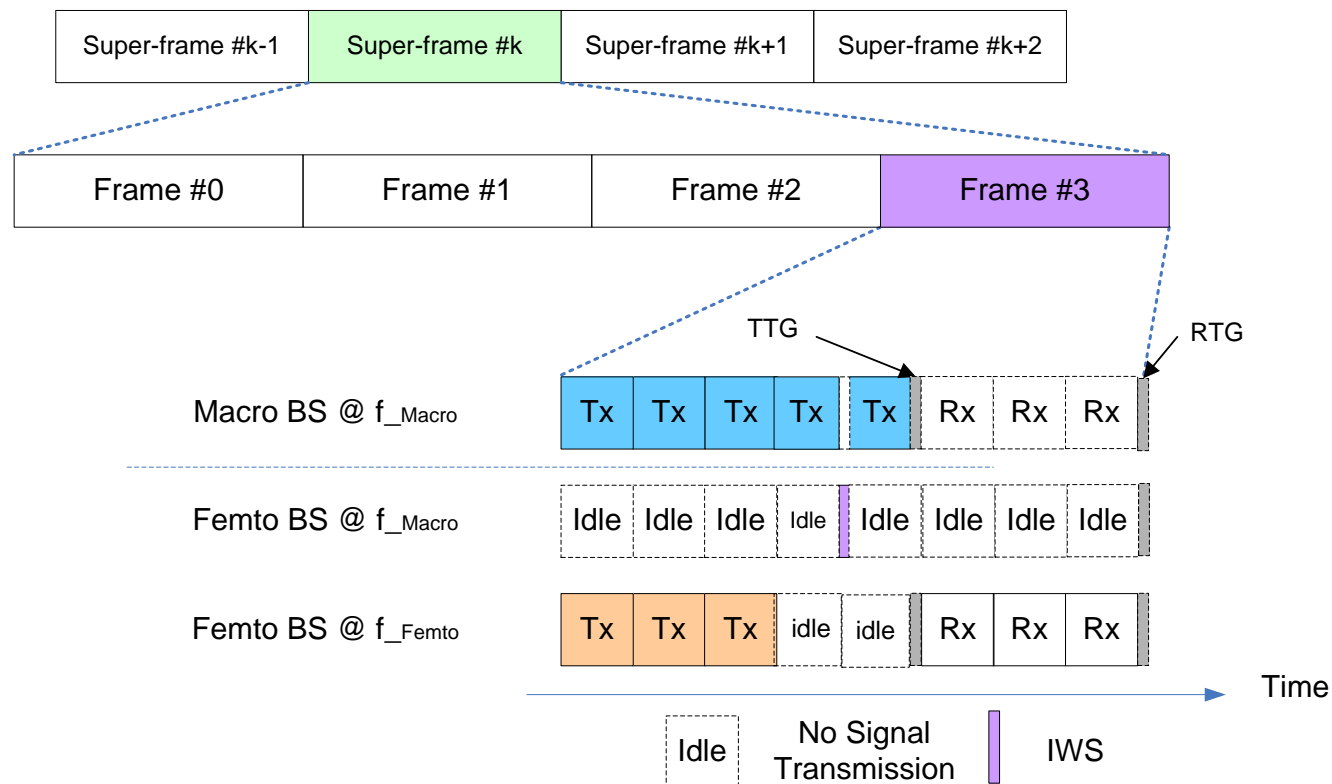 Super-frame #k-1 Super-frame #k Super-frame #k+1 Super-frame #k+2
Frame #0 Frame #1 Frame #2 Frame #3
TTG RTG
Macro BS @ f_Macro Tx Tx Tx Tx Tx Rx Rx Rx
Femto BS @ f_Macro Idle Idle Idle Idle Idle Idle Idle Idle
Femto BS @ f_Femto Tx Tx Tx idle idle Rx Rx Rx
Time
Idle No Signal Transmission IWS